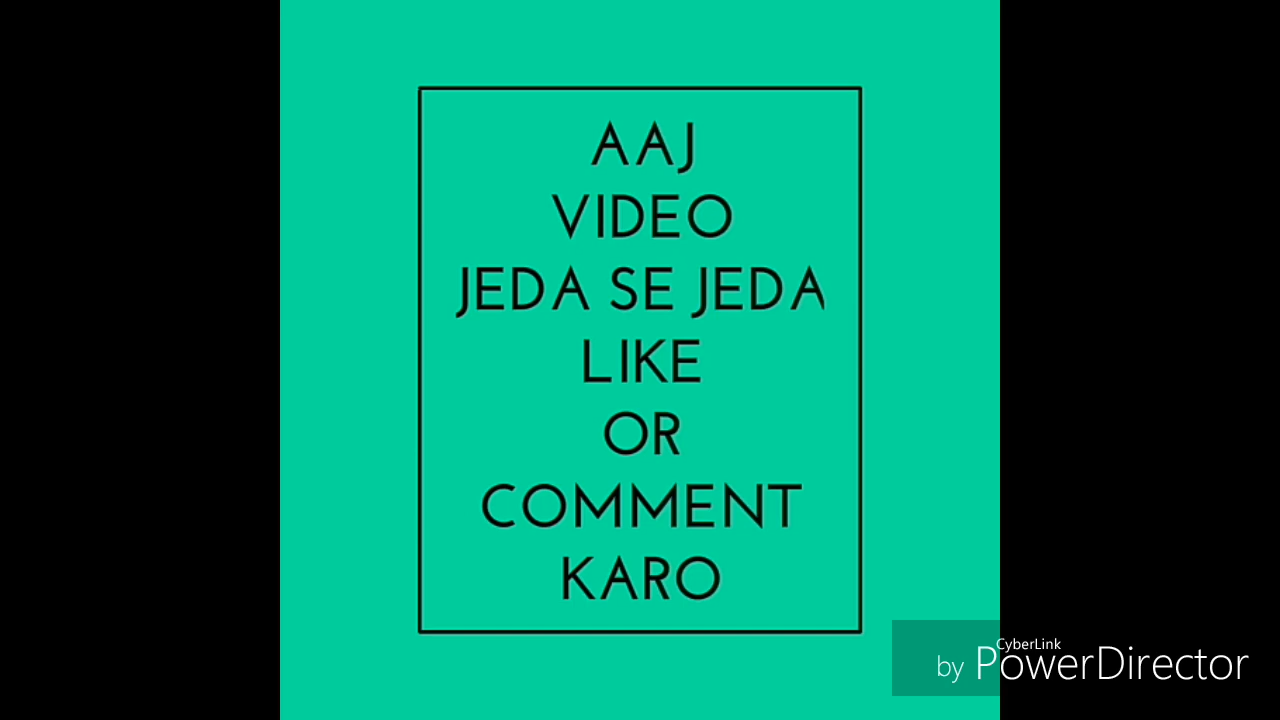 AAJ
VIDEO
JEDA SE JEDA
LIKE
OR
COMMENT
KARO
CyberLink
by PowerDirector